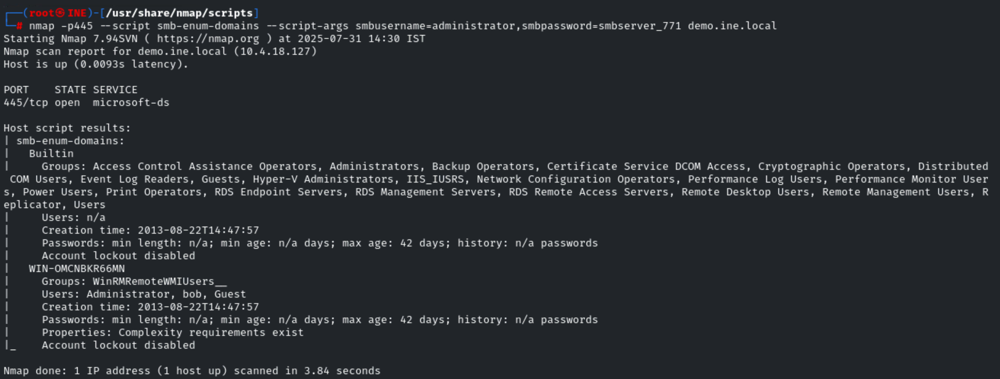 ┌──(root㉿INE)-[/usr/share/nmap/scripts]
└─# nmap -p445 --script smb-enum-domains --script-args smbusername=administrator,smbpassword=smbserver_771 demo.ine.local
Starting Nmap 7.94SVN ( https://nmap.org ) at 2025-07-31 14:30 IST
Nmap scan report for demo.ine.local (10.4.18.127)
Host is up (0.0093s latency).

PORT    STATE SERVICE
445/tcp open  microsoft-ds

Host script results:
| smb-enum-domains:
|   Builtin
|     Groups: Access Control Assistance Operators, Administrators, Backup Operators, Certificate Service DCOM Access, Cryptographic Operators, Distributed
 COM Users, Event Log Readers, Guests, Hyper-V Administrators, IIS_IUSRS, Network Configuration Operators, Performance Log Users, Performance Monitor User
s, Power Users, Print Operators, RDS Endpoint Servers, RDS Management Servers, RDS Remote Access Servers, Remote Desktop Users, Remote Management Users, R
eplicator, Users
|     Users: n/a
|     Creation time: 2013-08-22T14:47:57
|     Passwords: min length: n/a; min age: n/a days; max age: 42 days; history: n/a passwords
|     Account lockout disabled
|   WIN-OMCNBKR66MN
|     Groups: WinRMRemoteWMIUsers__
|     Users: Administrator, bob, Guest
|     Creation time: 2013-08-22T14:47:57
|     Passwords: min length: n/a; min age: n/a days; max age: 42 days; history: n/a passwords
|     Properties: Complexity requirements exist
|_    Account lockout disabled

Nmap done: 1 IP address (1 host up) scanned in 3.84 seconds